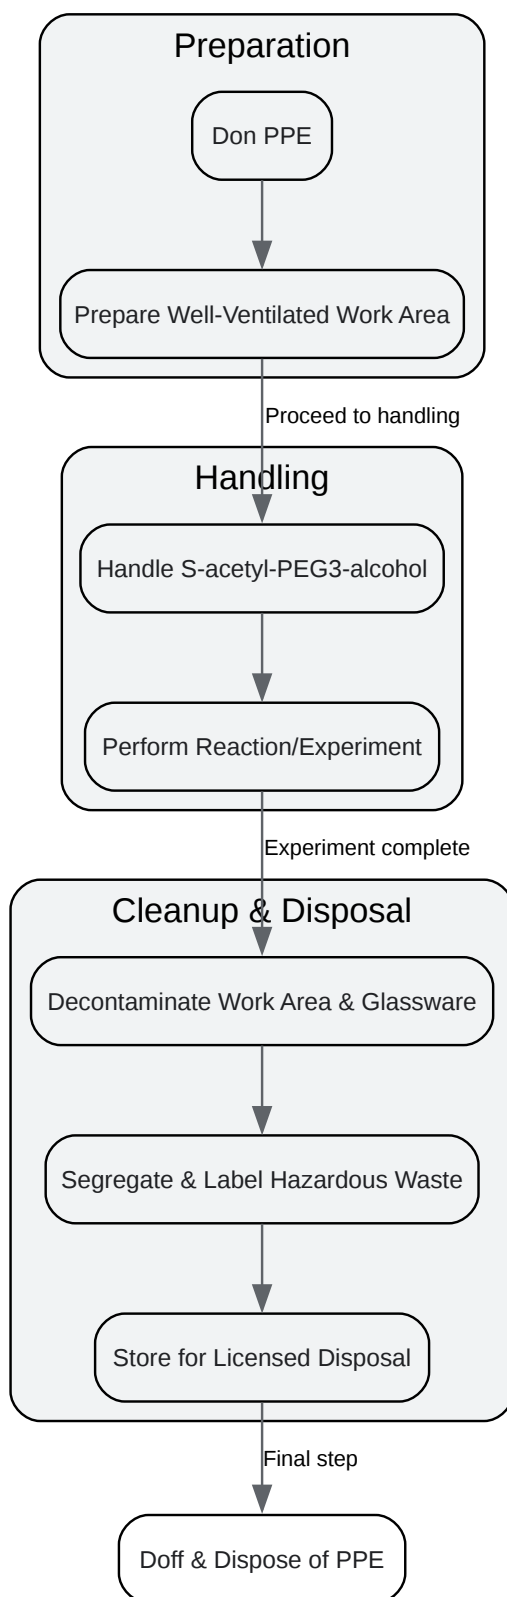 Preparation
Don PPE
Prepare Well-Ventilated Work Area
Proceed to handling
Handling
Handle S-acetyl-PEG3-alcohol
Perform Reaction/Experiment
Experiment complete
Cleanup & Disposal
Decontaminate Work Area & Glassware
Segregate & Label Hazardous Waste
Store for Licensed Disposal
Final step
Doff & Dispose of PPE